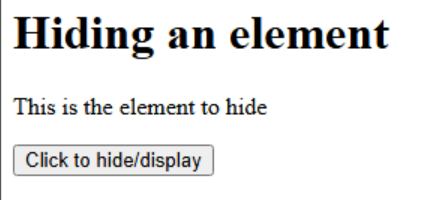 Hiding an element
This is the element to hide
Click to hide/display